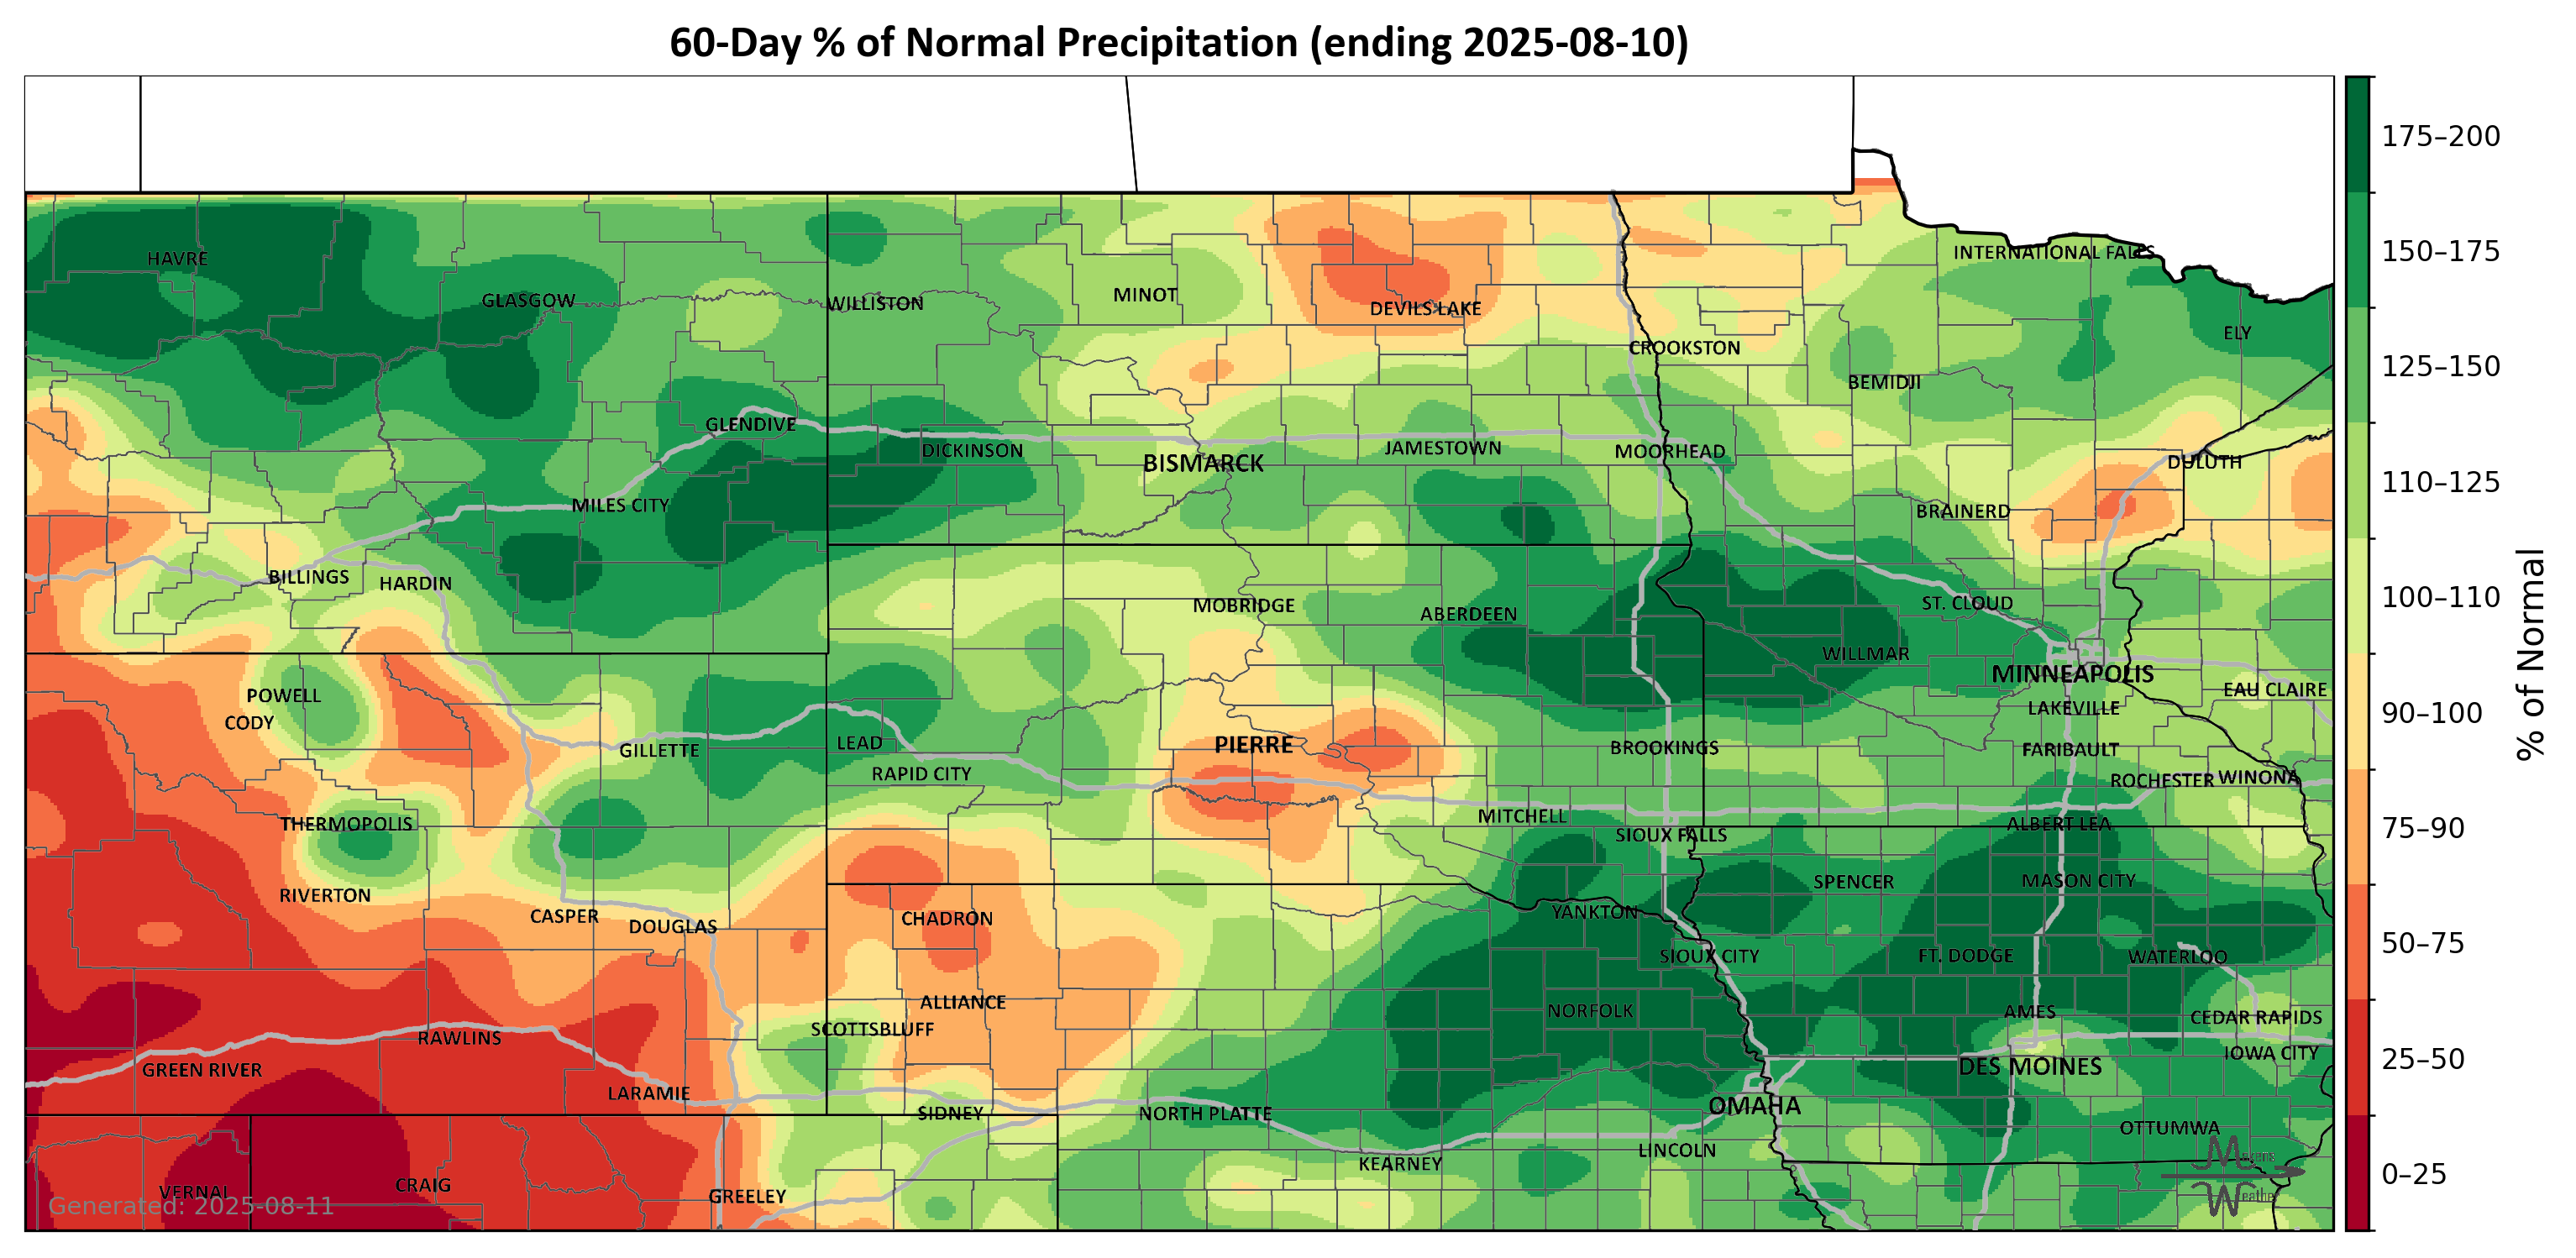 60-Day % of Normal Precipitation (ending 2025-08-10)
175–200
150–175
125–150
110–125
100–110
90–100
75–90
50–75
25–50
0–25
% of Normal
INTERNATIONAL FALLS
HAVRE
GLASGOW
WILLISTON
MINOT
DEVILS LAKE
ELY
CROOKSTON
BEMIDJI
GLENDIVE
DICKINSON
BISMARCK
JAMESTOWN
MOORHEAD
DULUTH
MILES CITY
BRAINERD
BILLINGS
HARDIN
MOBRIDGE
ABERDEEN
ST. CLOUD
WILLMAR
MINNEAPOLIS
EAU CLAIRE
POWELL
CODY
LAKEVILLE
GILLETTE
LEAD
PIERRE
BROOKINGS
FARIBAULT
RAPID CITY
ROCHESTER
WINONA
THERMOPOLIS
MITCHELL
SIOUX FALLS
ALBERT LEA
RIVERTON
SPENCER
MASON CITY
CASPER
DOUGLAS
CHADRON
YANKTON
SIOUX CITY
FT. DODGE
WATERLOO
ALLIANCE
NORFOLK
AMES
CEDAR RAPIDS
SCOTTSBLUFF
RAWLINS
IOWA CITY
GREEN RIVER
DES MOINES
LARAMIE
SIDNEY
NORTH PLATTE
OMAHA
OTTUMWA
LINCOLN
KEARNEY
VERNAL
CRAIG
GREELEY
Generated: 2025-08-11
Weather